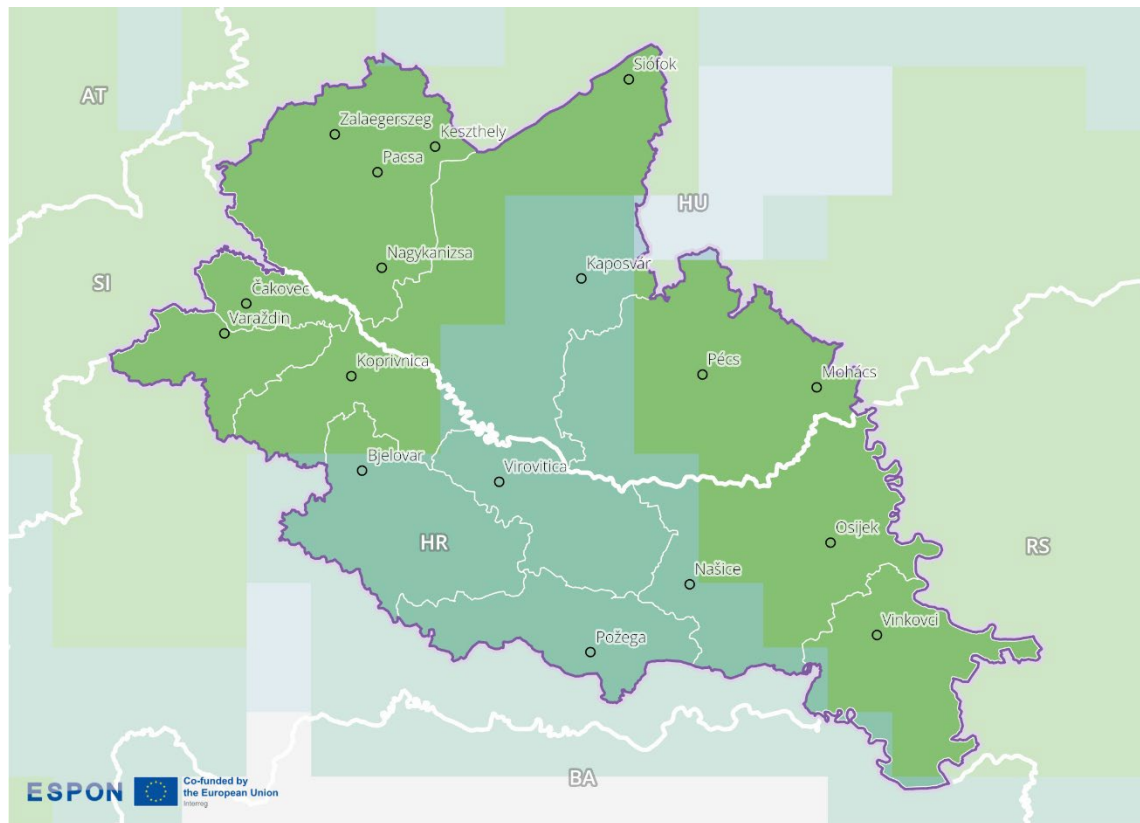 Siófok
AT
Zalaegerszeg
Keszthely
Pacsa
HU
Nagykanizsa
Kaposvár
SI
Čakovec
Varaždin
Koprivnica
Pécs
Mohács
Bjelovar
Virovitica
HR
Osijek
RS
Našice
Vinkovci
Požega
BA
ESPON
Co-funded by
the European Union
Interreg